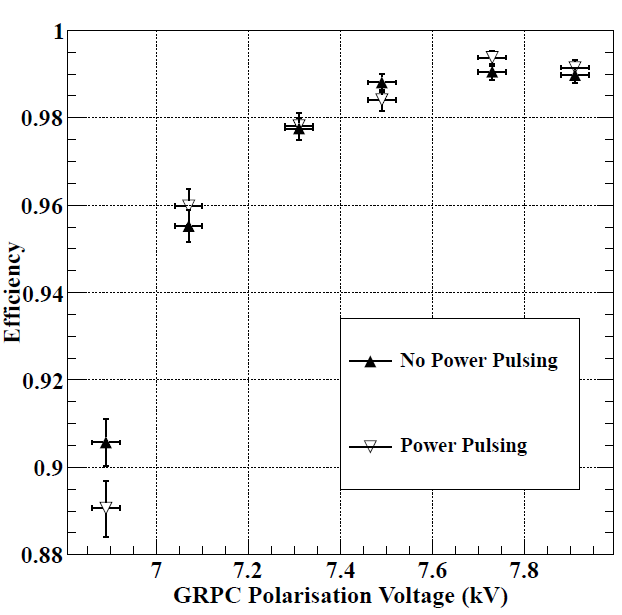 1
0.98
0.96
0.94
0.92
0.9
0.88
Efficiency
No Power Pulsing
Power Pulsing
7 7.2 7.4 7.6 7.8
GRPC Polarisation Voltage (kV)